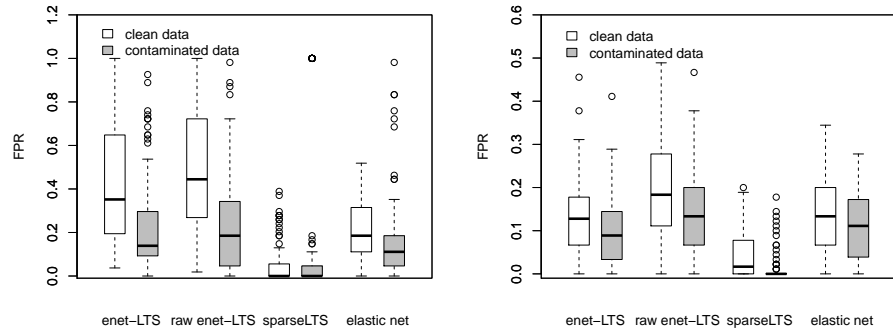 clean data
contaminated data
FPR
1.2
1.0
0.8
0.6
0.4
0.2
0.0
enet−LTS raw enet−LTS sparseLTS elastic net
clean data
contaminated data
FPR
0.6
0.5
0.4
0.3
0.2
0.1
0.0
enet−LTS raw enet−LTS sparseLTS elastic net